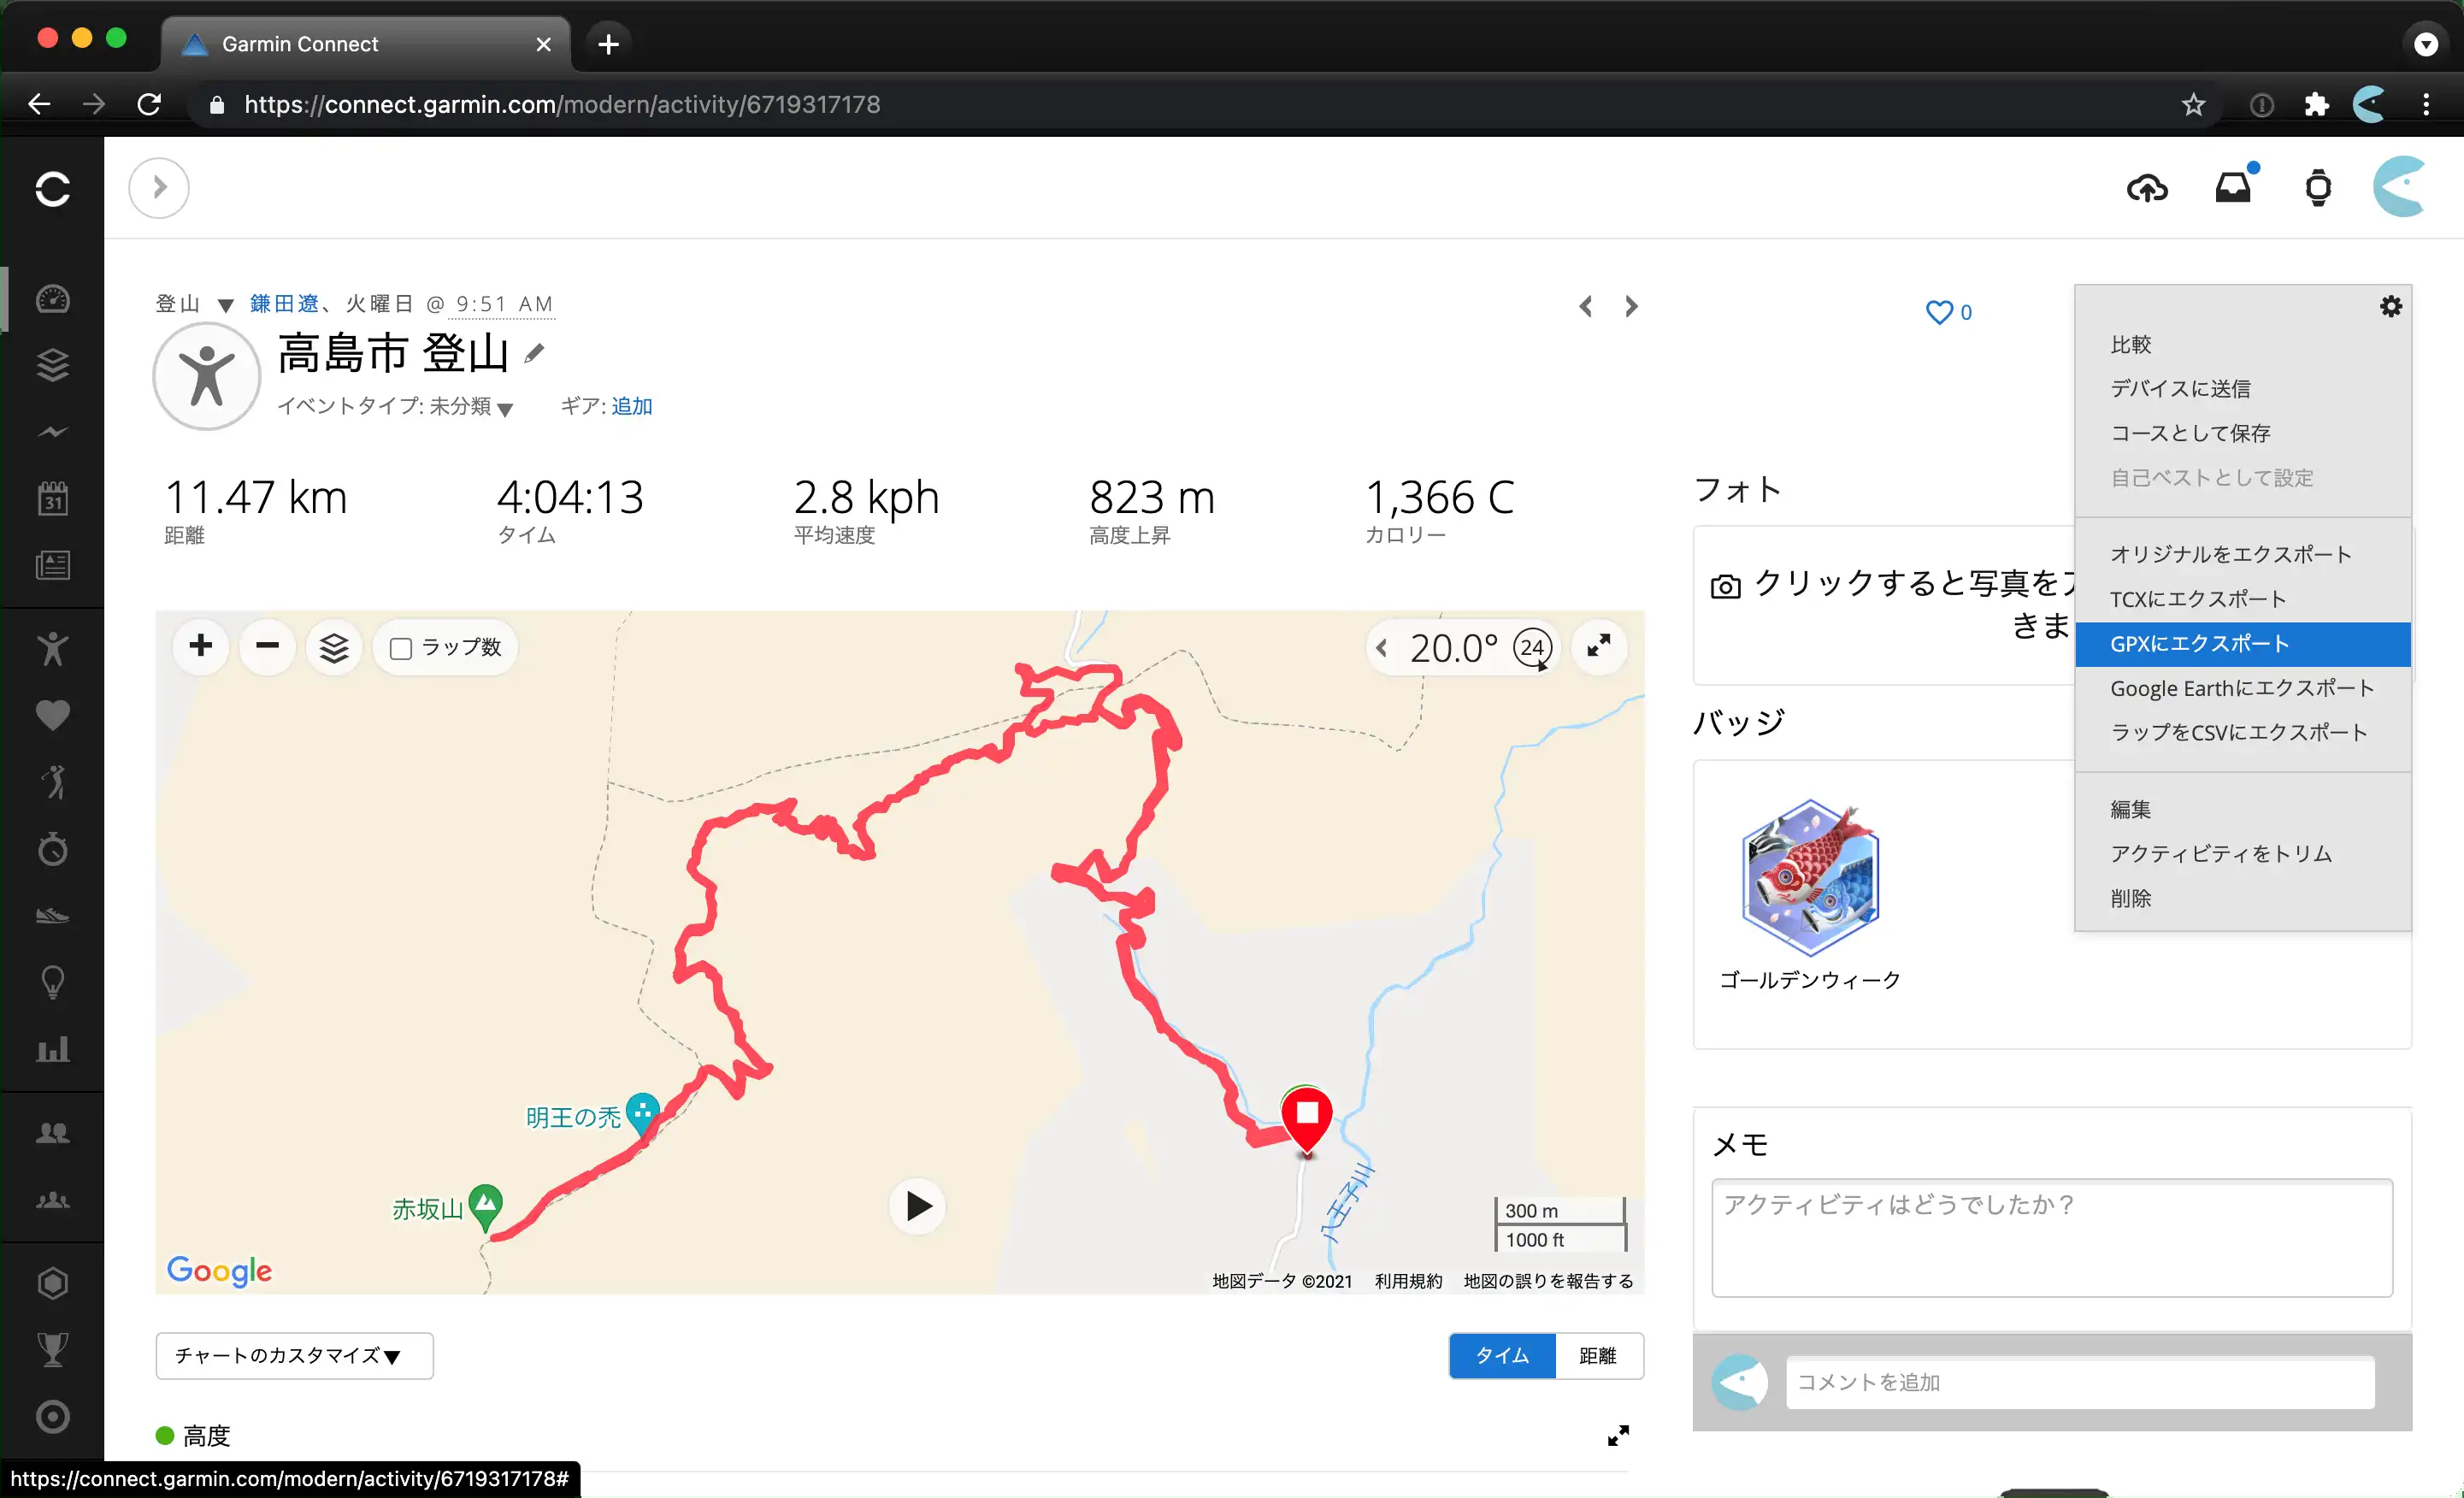 Garmin Connect
https://connect.garmin.com/modern/activity/6719317178
登山 ▼ 鎌田遼、火曜日 @ 9:51 AM
高島市 登山
イベントタイプ: 未分類 ▼ ギア: 追加
0
11.47 km
距離
4:04:13
タイム
2.8 kph
平均速度
823 m
高度上昇
1,366 C
カロリー
ラップ数
20.0°
24
明王の禿
赤坂山
八王子川
300 m
1000 ft
Google
地図データ ©2021 利用規約 地図の誤りを報告する
チャートのカスタマイズ▼
タイム
距離
高度
フォト
クリックすると写真を
きま
バッジ
ゴールデンウィーク
メモ
アクティビティはどうでしたか？
コメントを追加
比較
デバイスに送信
コースとして保存
自己ベストとして設定
オリジナルをエクスポート
TCXにエクスポート
GPXにエクスポート
Google Earthにエクスポート
ラップをCSVにエクスポート
編集
アクティビティをトリム
削除
31
https://connect.garmin.com/modern/activity/6719317178#